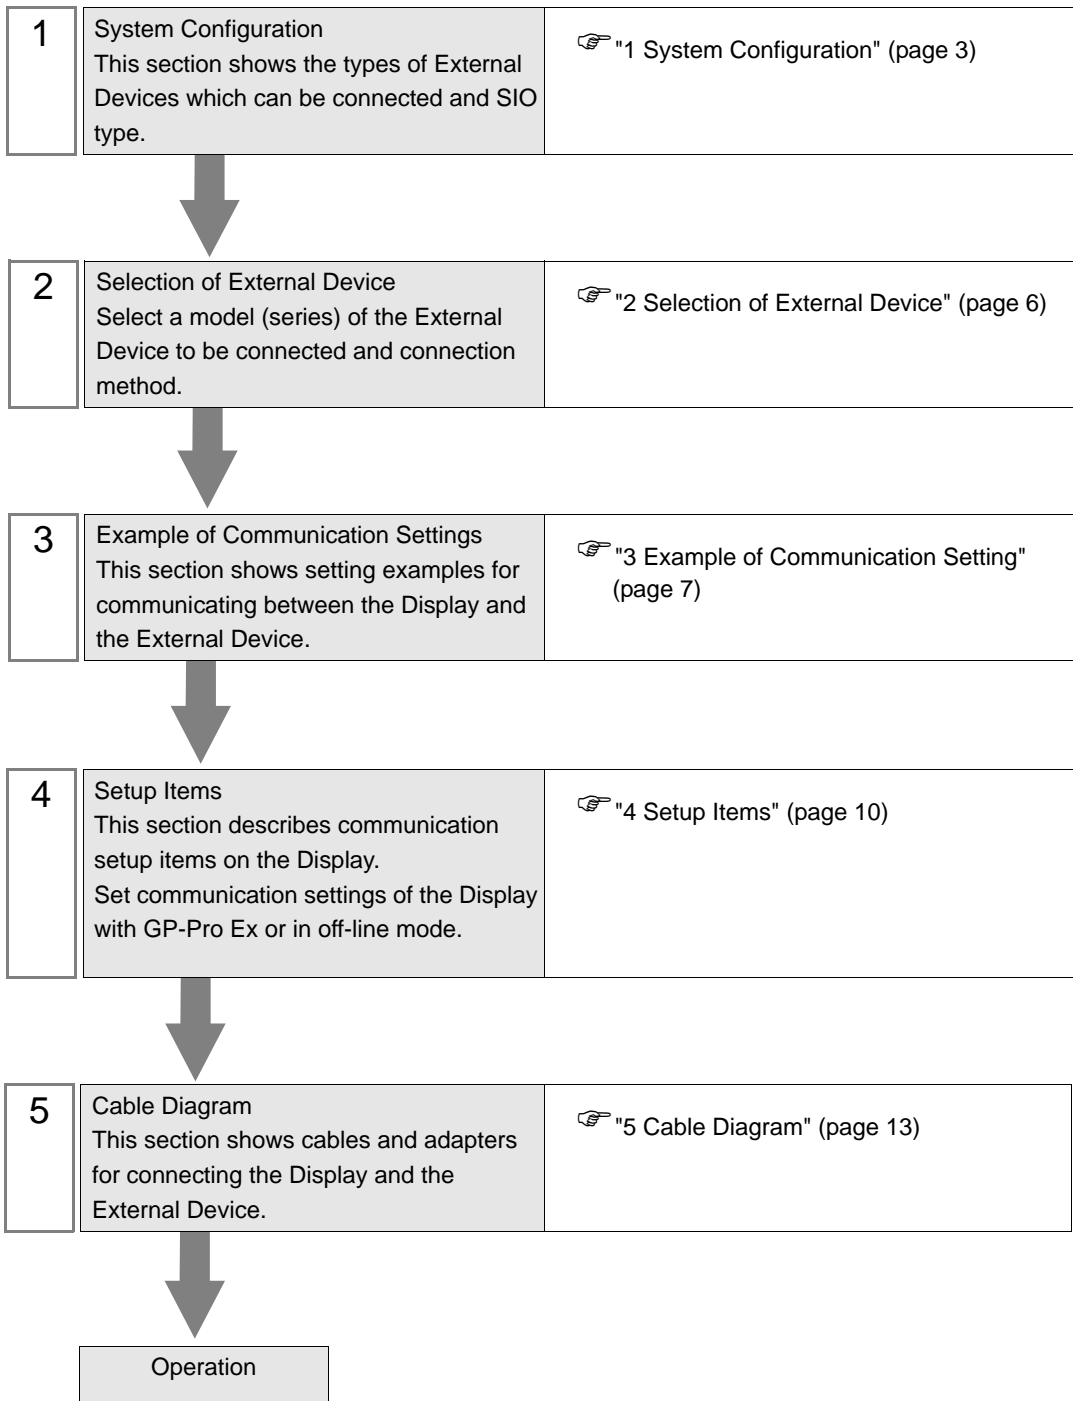 1
System Configuration
This section shows the types of External
Devices which can be connected and SIO
type.
"1 System Configuration" (page 3)
2
Selection of External Device
Select a model (series) of the External
Device to be connected and connection
method.
"2 Selection of External Device" (page 6)
3
Example of Communication Settings
This section shows setting examples for
communicating between the Display and
the External Device.
"3 Example of Communication Setting"
(page 7)
4
Setup Items
This section describes communication
setup items on the Display.
Set communication settings of the Display
with GP-Pro Ex or in off-line mode.
"4 Setup Items" (page 10)
5
Cable Diagram
This section shows cables and adapters
for connecting the Display and the
External Device.
"5 Cable Diagram" (page 13)
Operation